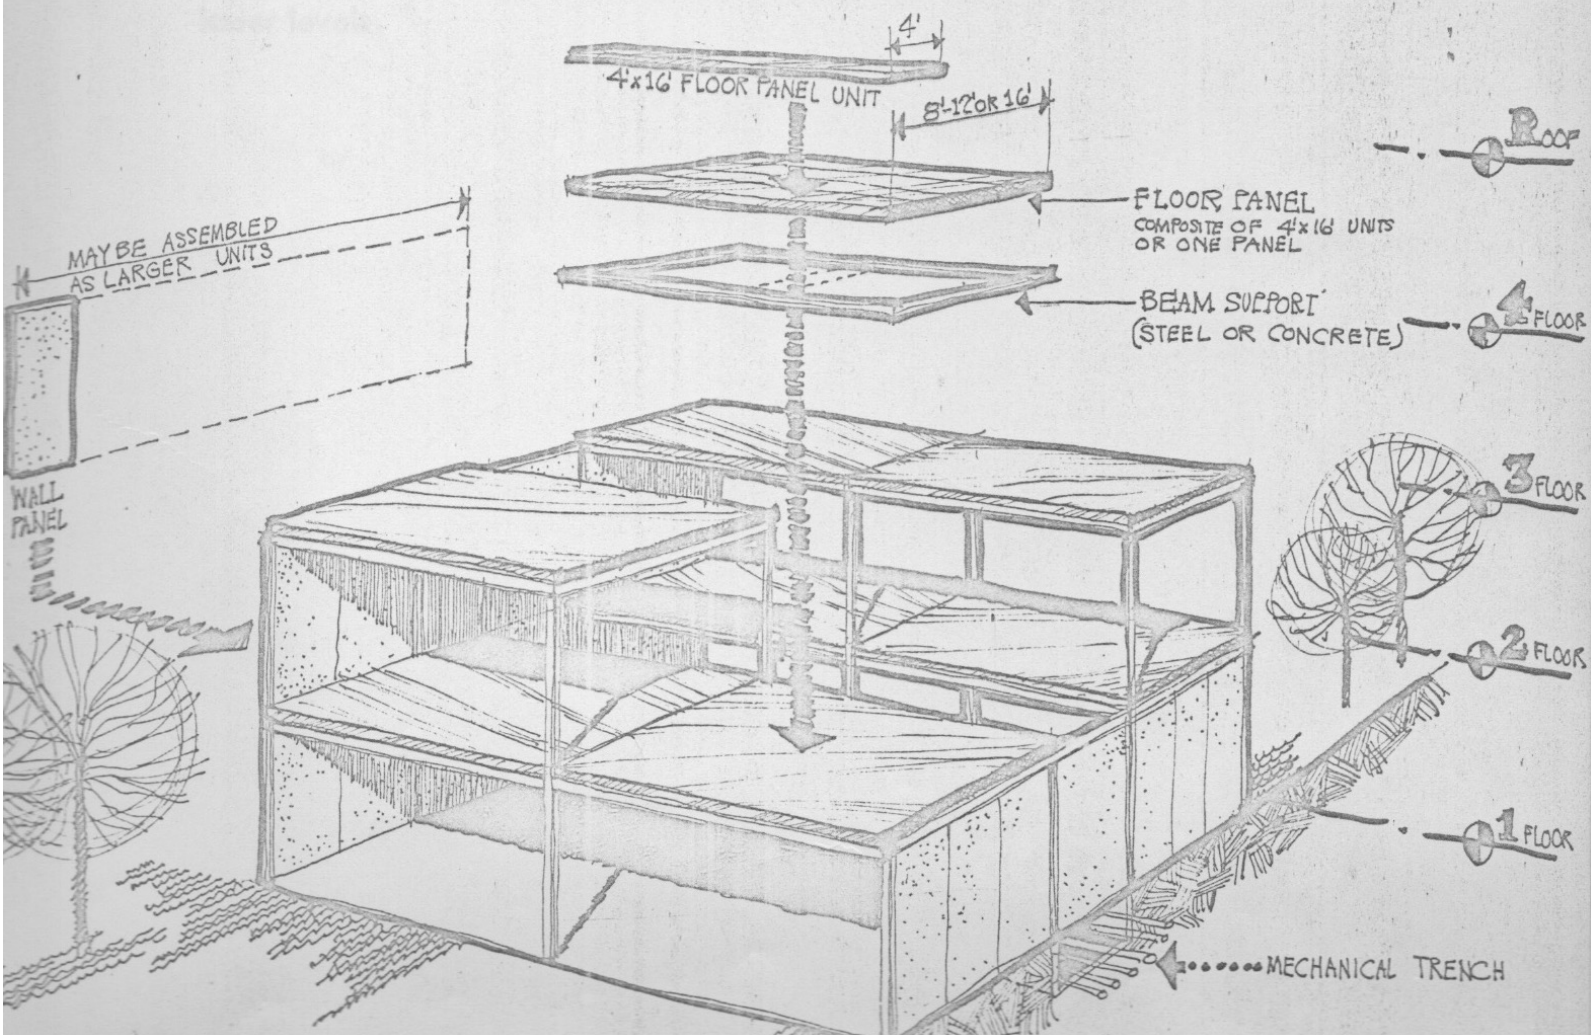 4'
4'x16' FLOOR PANEL UNIT
8'-12' OR 16'
ROOF
FLOOR PANEL
COMPOSITE OF 4'x16' UNITS
OR ONE PANEL
MAY BE ASSEMBLED
AS LARGER UNITS
BEAM SUPPORT
(STEEL OR CONCRETE)
4 FLOOR
WALL
PANEL
3 FLOOR
2 FLOOR
1 FLOOR
MECHANICAL TRENCH